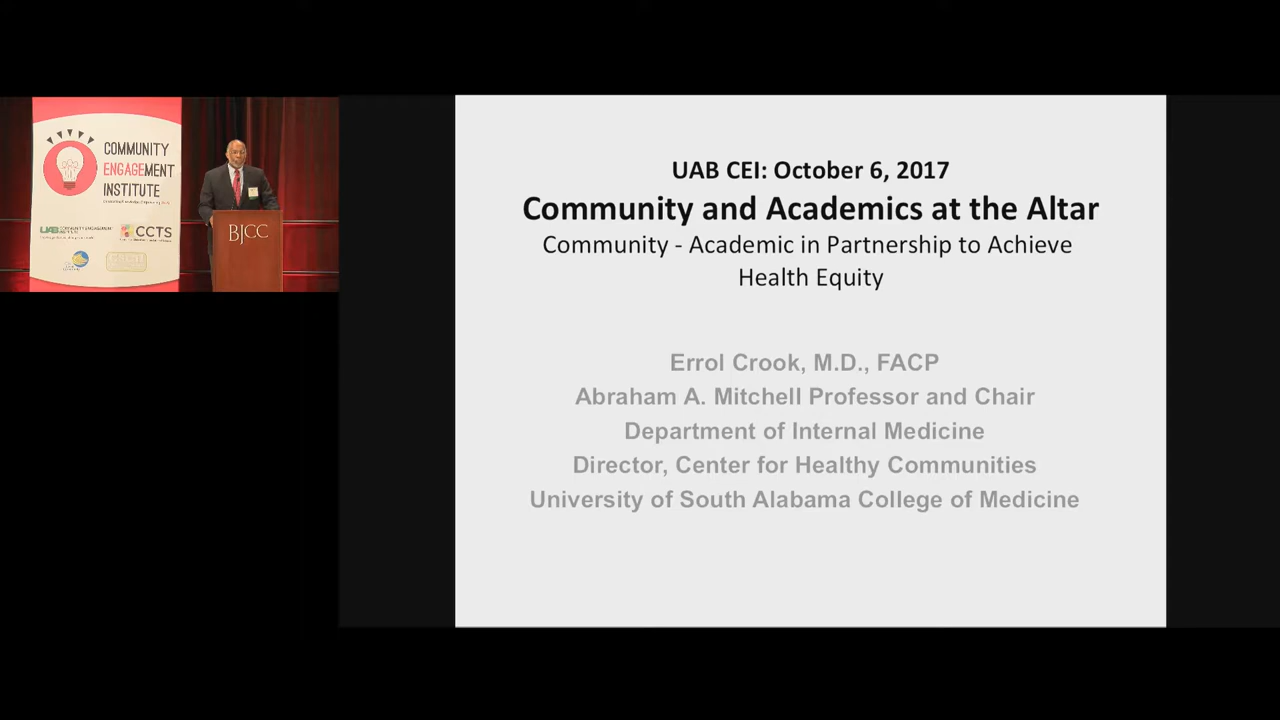 COMMUNITY
ENGAGEMENT
INSTITUTE
UAB
CCTS
BJCC
UAB CEI: October 6, 2017
Community and Academics at the Altar
Community - Academic in Partnership to Achieve
Health Equity
Errol Crook, M.D., FACP
Abraham A. Mitchell Professor and Chair
Department of Internal Medicine
Director, Center for Healthy Communities
University of South Alabama College of Medicine